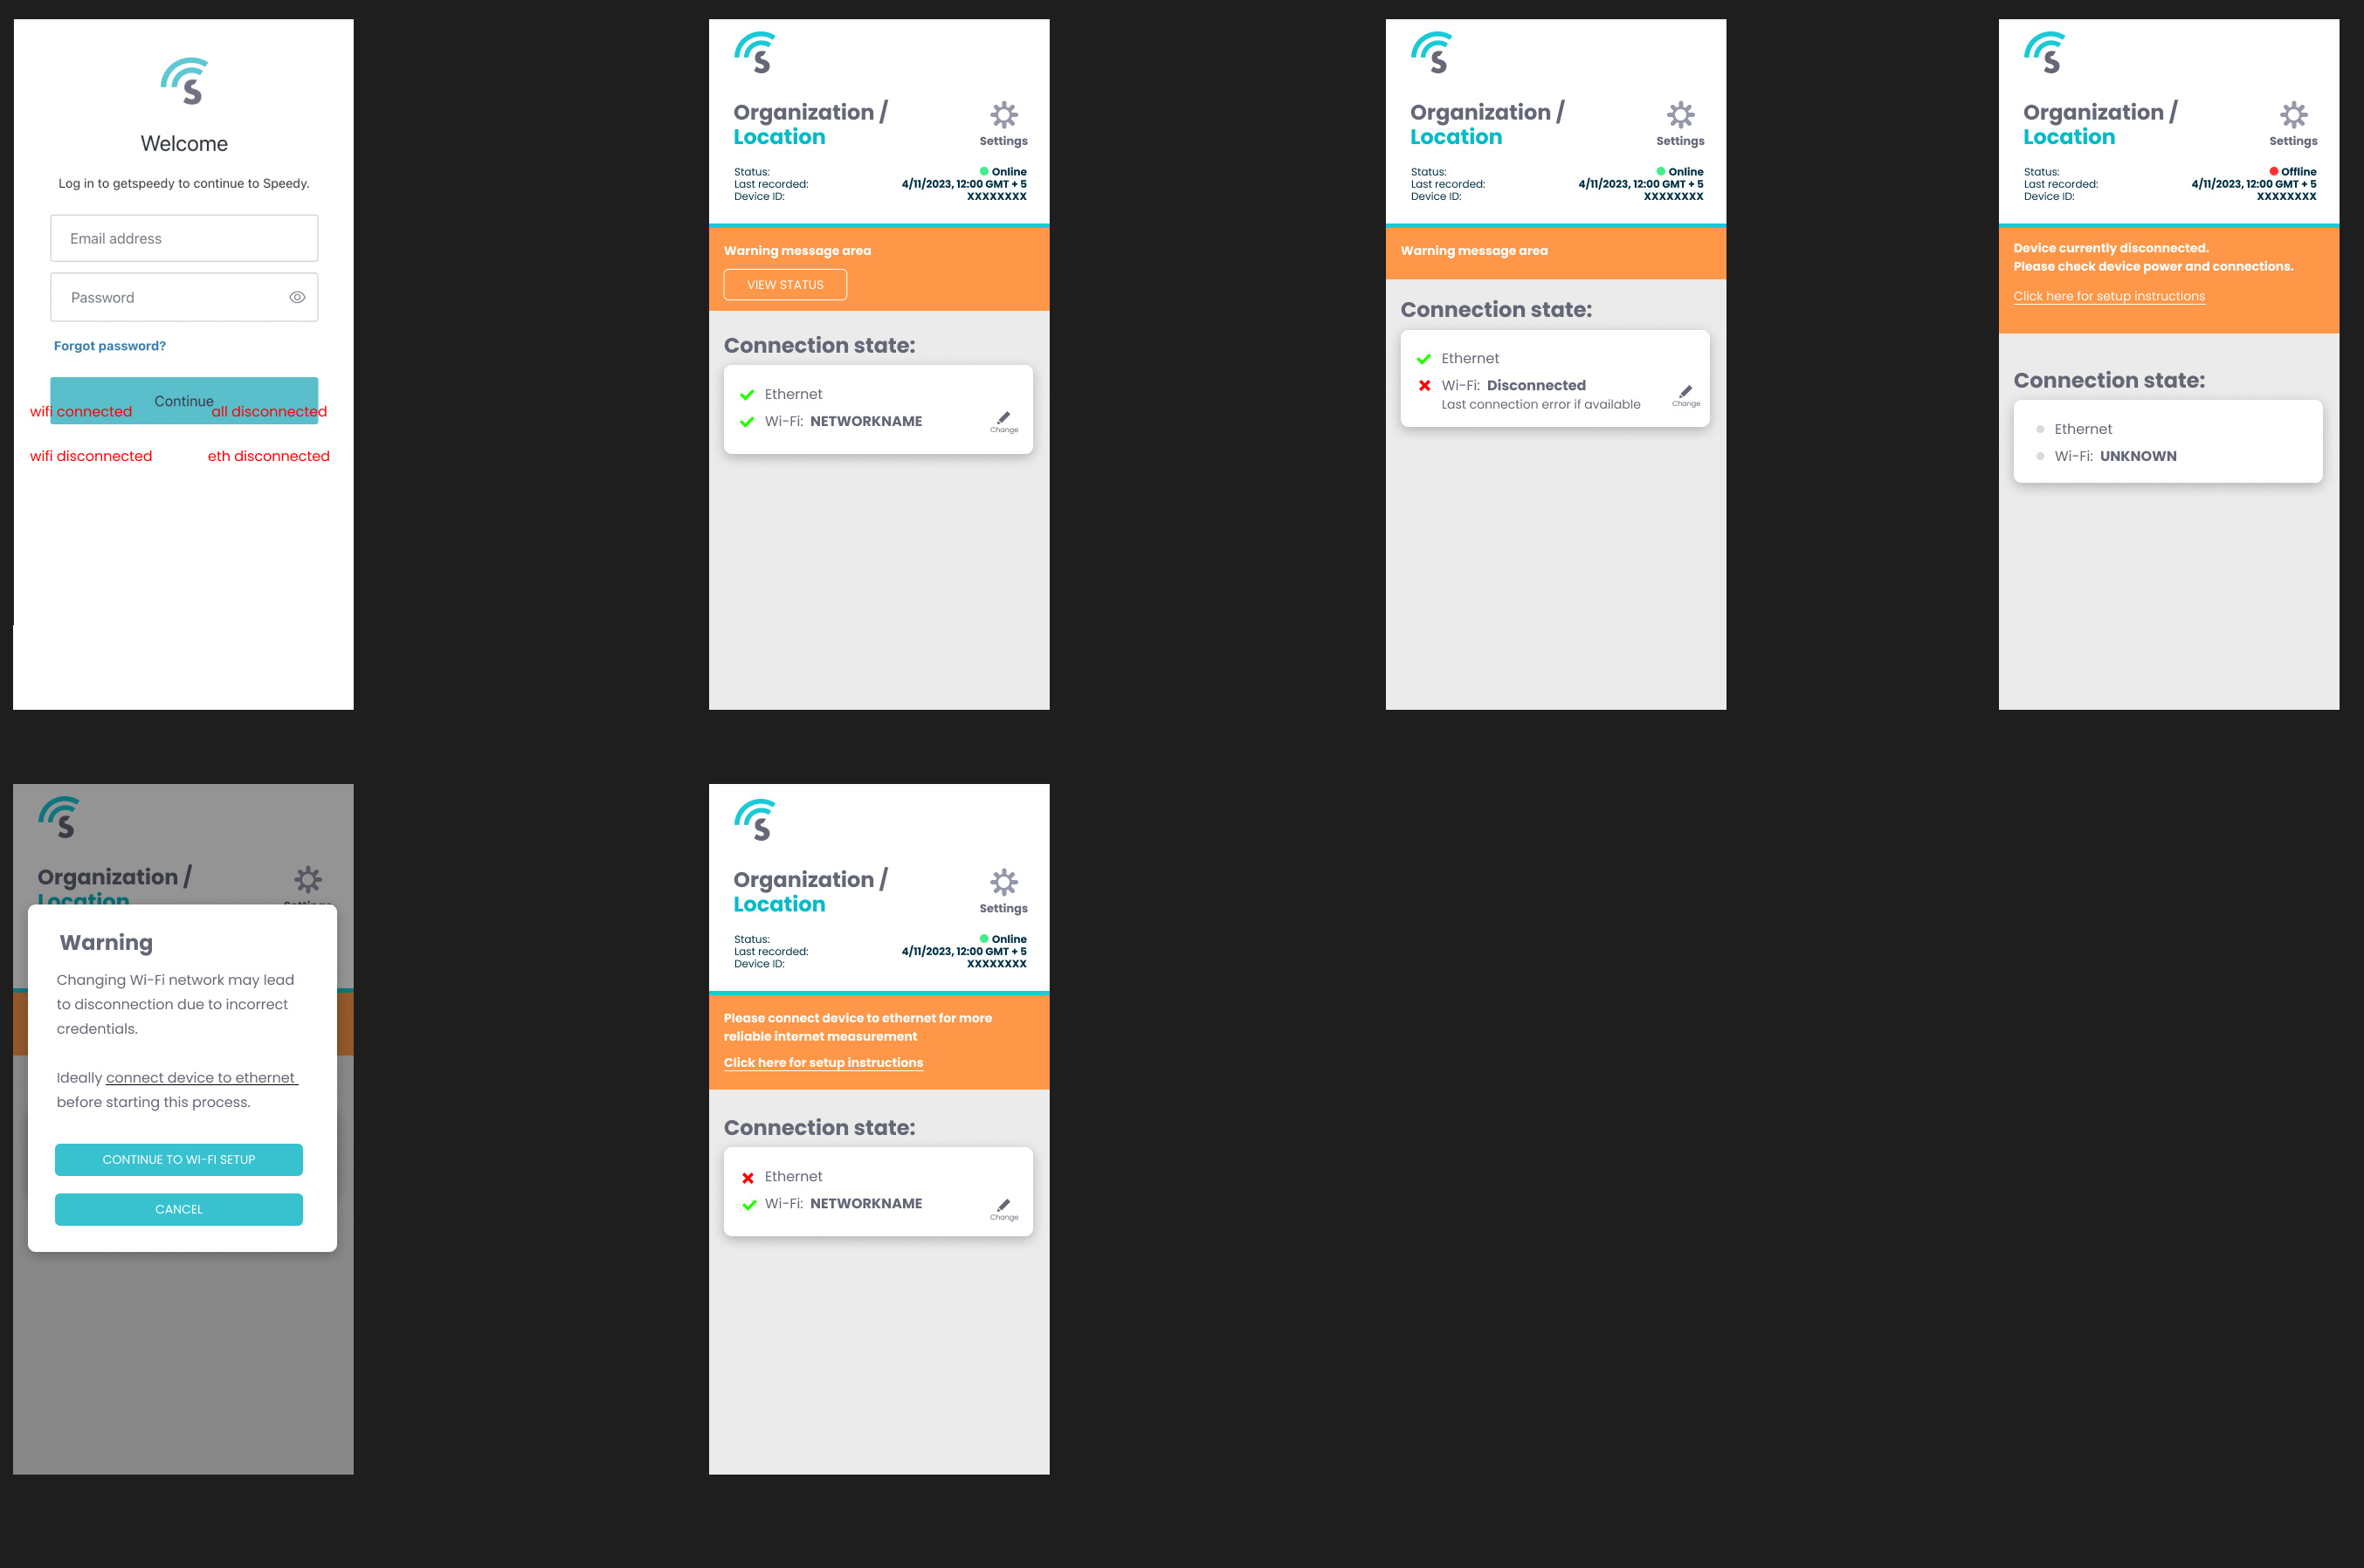 S
Welcome
Log in to getspeedy to continue to Speedy.
Email address
Password
Forgot password?
Continue
wifi connected
all disconnected
wifi disconnected
eth disconnected
S
Organization /
Location
Settings
Status:
Online
Last recorded:
4/11/2023, 12:00 GMT + 5
Device ID:
XXXXXXXX
Warning message area
VIEW STATUS
Connection state:
Ethernet
Wi-Fi: NETWORKNAME
Change
S
Organization /
Location
Settings
Status:
Online
Last recorded:
4/11/2023, 12:00 GMT + 5
Device ID:
XXXXXXXX
Warning message area
Connection state:
Ethernet
Wi-Fi: Disconnected
Last connection error if available
Change
S
Organization /
Location
Settings
Status:
Offline
Last recorded:
4/11/2023, 12:00 GMT + 5
Device ID:
XXXXXXXX
Device currently disconnected.
Please check device power and connections.
Click here for setup instructions
Connection state:
Ethernet
Wi-Fi: UNKNOWN
S
Organization /
Location
Settings
Warning
Changing Wi-Fi network may lead
to disconnection due to incorrect
credentials.
Ideally connect device to ethernet
before starting this process.
CONTINUE TO WI-FI SETUP
CANCEL
S
Organization /
Location
Settings
Status:
Online
Last recorded:
4/11/2023, 12:00 GMT + 5
Device ID:
XXXXXXXX
Please connect device to ethernet for more
reliable internet measurement
Click here for setup instructions
Connection state:
Ethernet
Wi-Fi: NETWORKNAME
Change